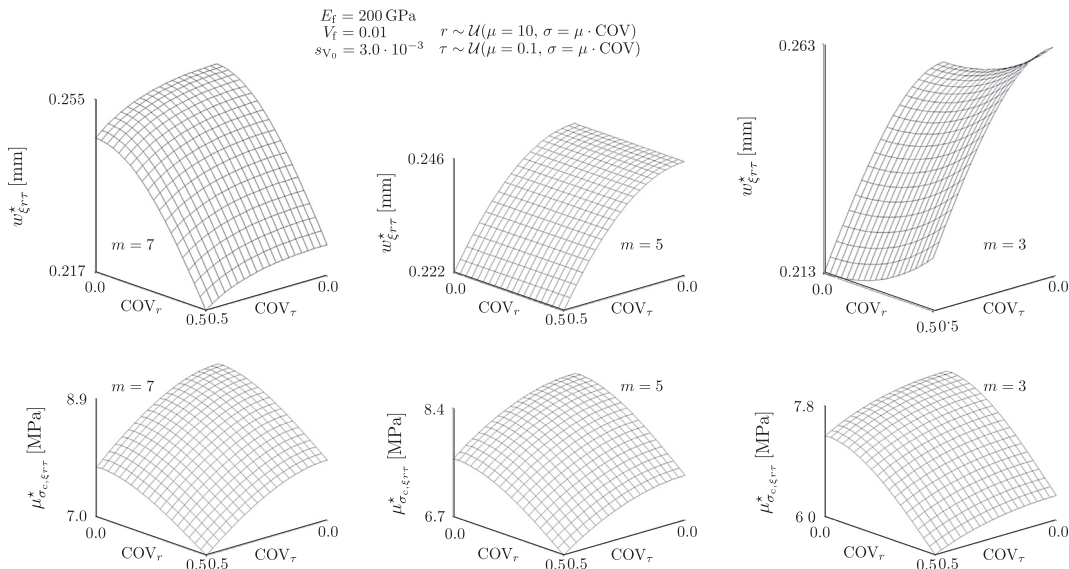 E_f = 200 GPa
V_f = 0.01 r ∼ U(μ = 10, σ = μ · COV)
s_V₀ = 3.0 · 10⁻³ τ ∼ U(μ = 0.1, σ = μ · COV)
0.255
w*_ξrτ [mm]
m = 7
0.217
0.0
COV_r
0.5
0.5
COV_τ
0.0
0.246
w*_ξrτ [mm]
m = 5
0.222
0.0
COV_r
0.5
0.5
COV_τ
0.0
0.263
w*_ξrτ [mm]
m = 3
0.213
0.0
COV_r
0.5
0.5
COV_τ
0.0
m = 7
8.9
μ*_σc,ξrτ [MPa]
7.0
0.0
COV_r
0.5
0.5
COV_τ
0.0
m = 5
8.4
μ*_σc,ξrτ [MPa]
6.7
0.0
COV_r
0.5
0.5
COV_τ
0.0
m = 3
7.8
μ*_σc,ξrτ [MPa]
6 0
0.0
COV_r
0.5
0.5
COV_τ
0.0